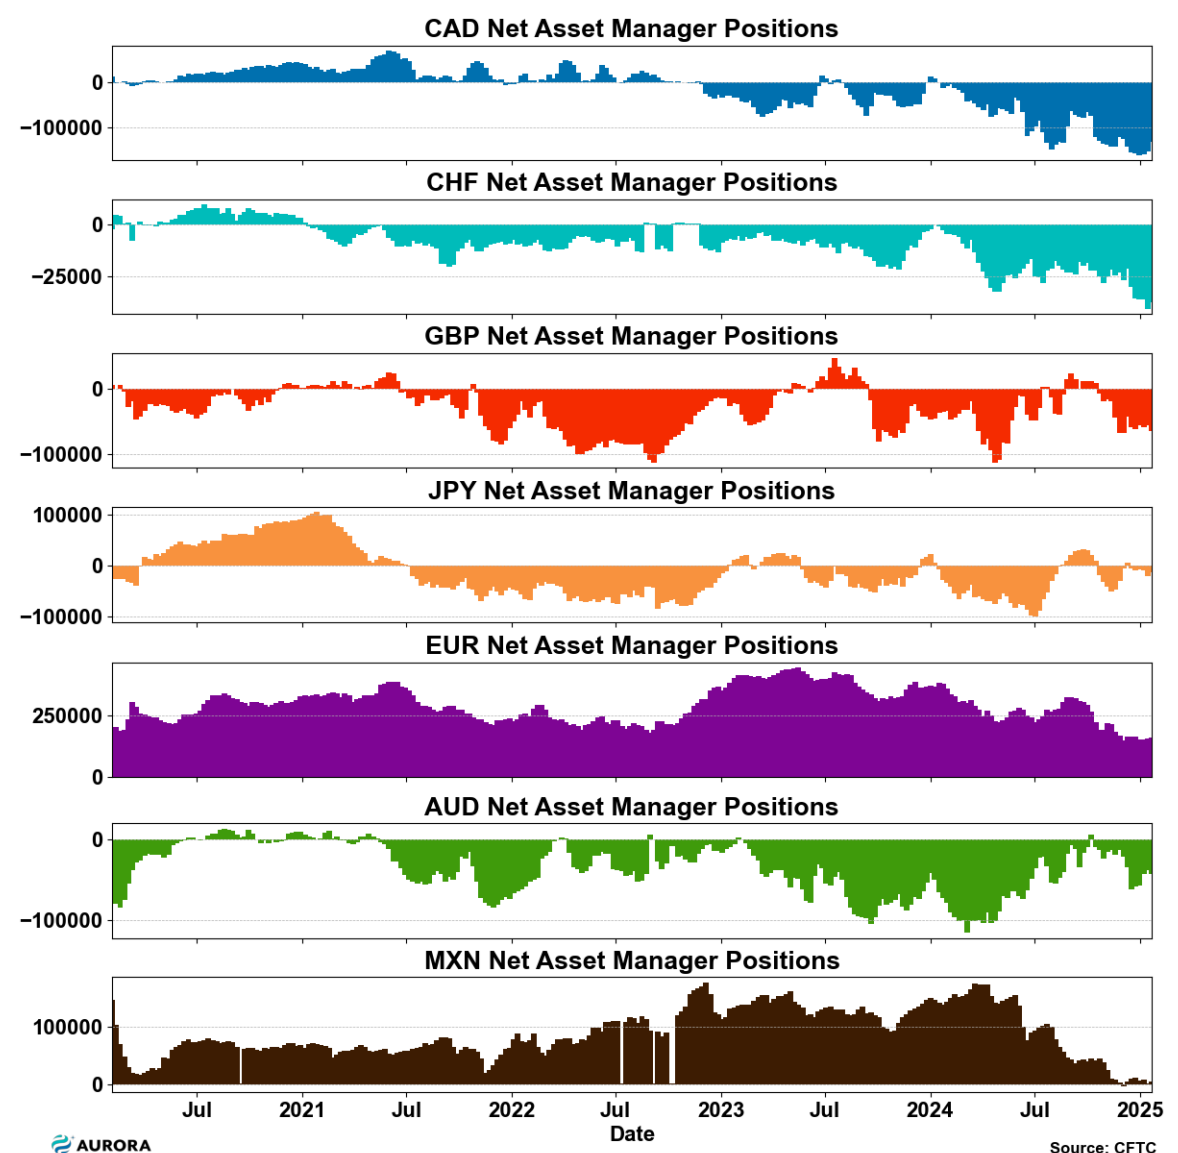 CAD Net Asset Manager Positions
0
−100000
CHF Net Asset Manager Positions
0
−25000
GBP Net Asset Manager Positions
0
−100000
JPY Net Asset Manager Positions
100000
0
−100000
EUR Net Asset Manager Positions
250000
0
AUD Net Asset Manager Positions
0
−100000
MXN Net Asset Manager Positions
100000
0
Jul 2021 Jul 2022 Jul 2023 Jul 2024 Jul 2025
Date
AURORA
Source: CFTC